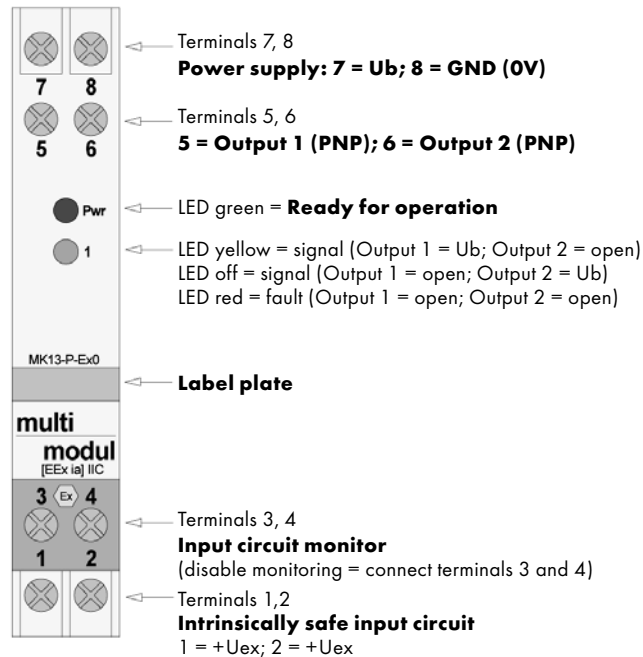 Terminals 7, 8
Power supply: 7 = Ub; 8 = GND (0V)
7 8
Terminals 5, 6
5 = Output 1 (PNP); 6 = Output 2 (PNP)
5 6
Pwr
LED green = Ready for operation
1
LED yellow = signal (Output 1 = Ub; Output 2 = open)
LED off = signal (Output 1 = open; Output 2 = Ub)
LED red = fault (Output 1 = open; Output 2 = open)
MK13-P-Ex0
Label plate
multi
modul
[EEx ia] IIC
3 Ex 4
Terminals 3, 4
Input circuit monitor
(disable monitoring = connect terminals 3 and 4)
1 2
Terminals 1,2
Intrinsically safe input circuit
1 = +Uex; 2 = +Uex